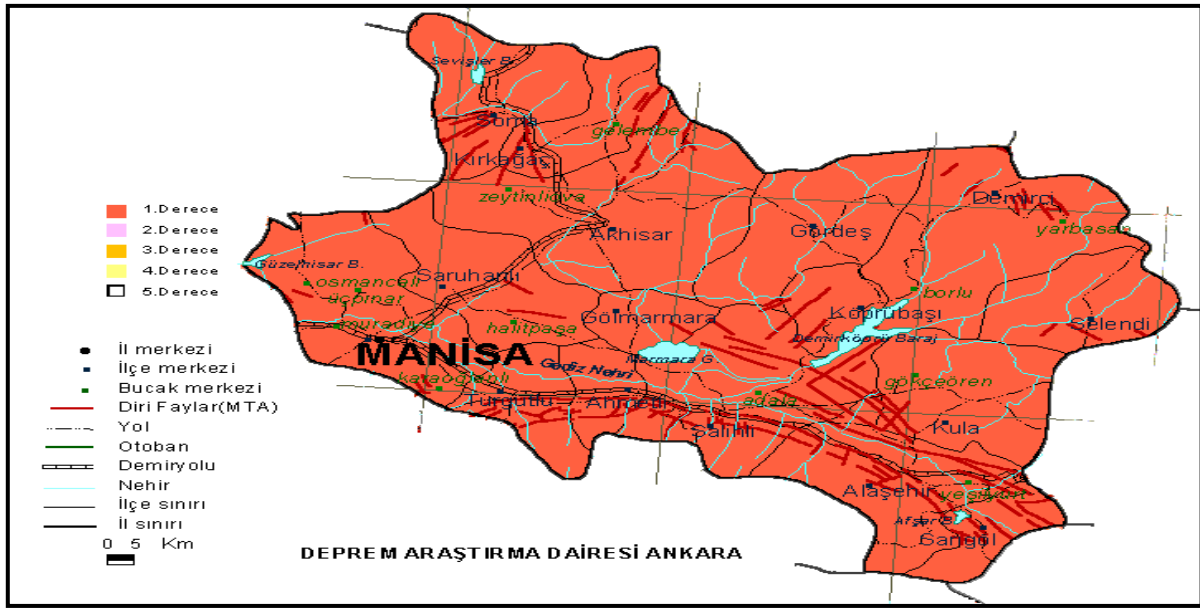 Sevişler B.
Soma
gelembe
Kırkağaç
zeytinliova
Demirci
yarbasan
Akhisar
Gördeş
Güzelhisar B.
osmancalı
Saruhanlı
üçpınar
borlu
Köprübaşı
Gölmarmara
halitpaşa
muradiye
Selendi
Demirköprü Baraj
MANİSA
Marmara G.
Gediz Nehri
karaoğlanlı
gökçeören
Turgutlu
Ahmetli
adala
Salihli
Kula
Alaşehir
yeşilyurt
Afşar B.
Sarıgöl
1.Derece
2.Derece
3.Derece
4.Derece
5.Derece
İl merkezi
İlçe merkezi
Bucak merkezi
Diri Faylar(MTA)
Yol
Otoban
Demiryolu
Nehir
İlçe sınırı
İl sınırı
0 5 Km
DEPREM ARAŞTIRMA DAİRESİ ANKARA